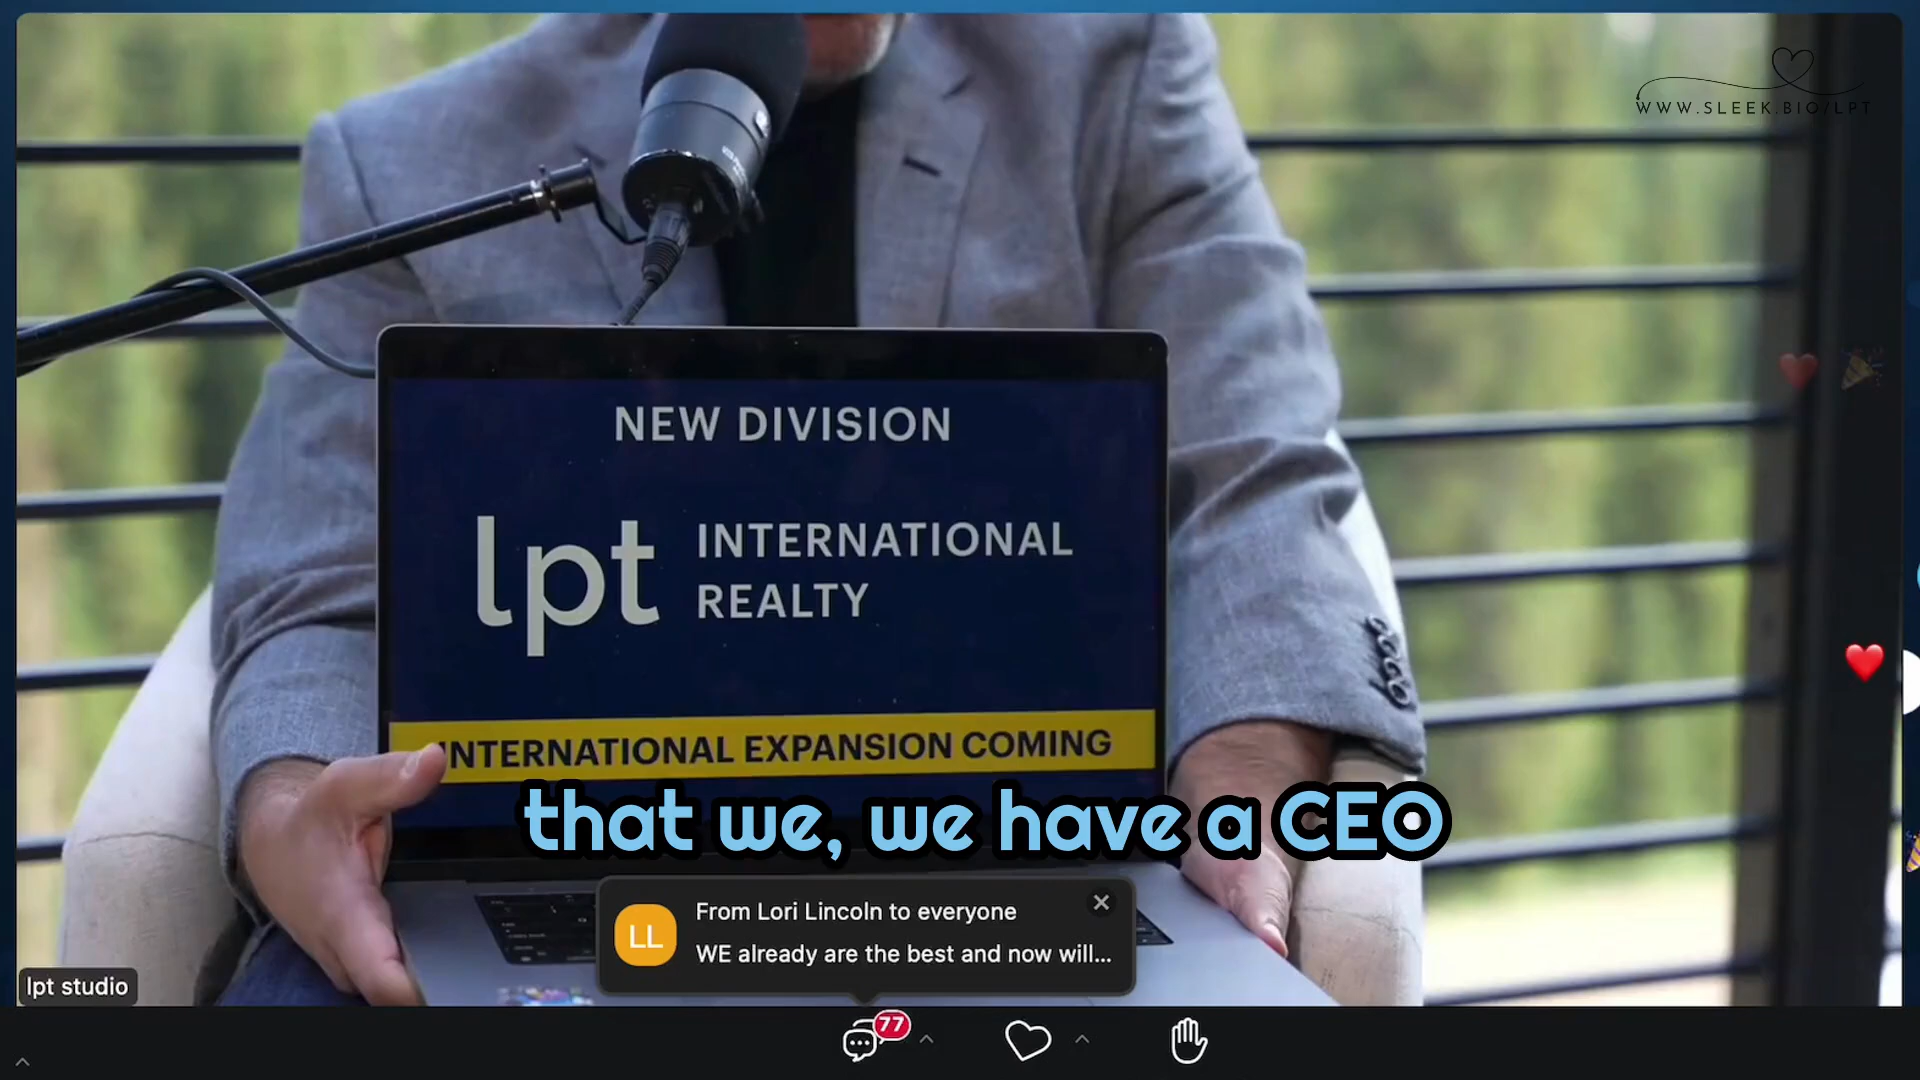 WWW.SLEEK.BIO/LPT
NEW DIVISION
lpt INTERNATIONAL
REALTY
INTERNATIONAL EXPANSION COMING
that we, we have a CEO
From Lori Lincoln to everyone
LL
WE already are the best and now will...
lpt studio
77